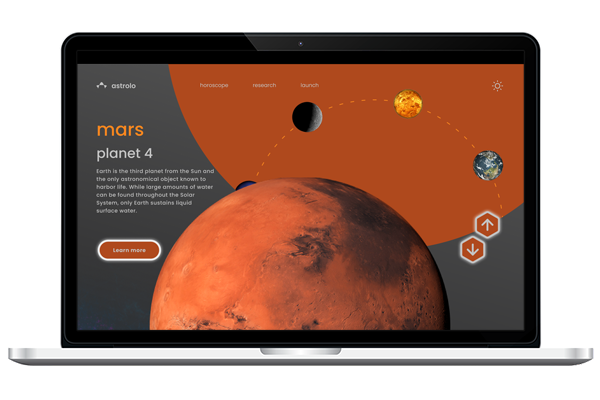 astrolo
horoscope
research
launch
mars
planet 4
Earth is the third planet from the Sun and
the only astronomical object known to
harbor life. While large amounts of water
can be found throughout the Solar
System, only Earth sustains liquid
surface water.
Learn more